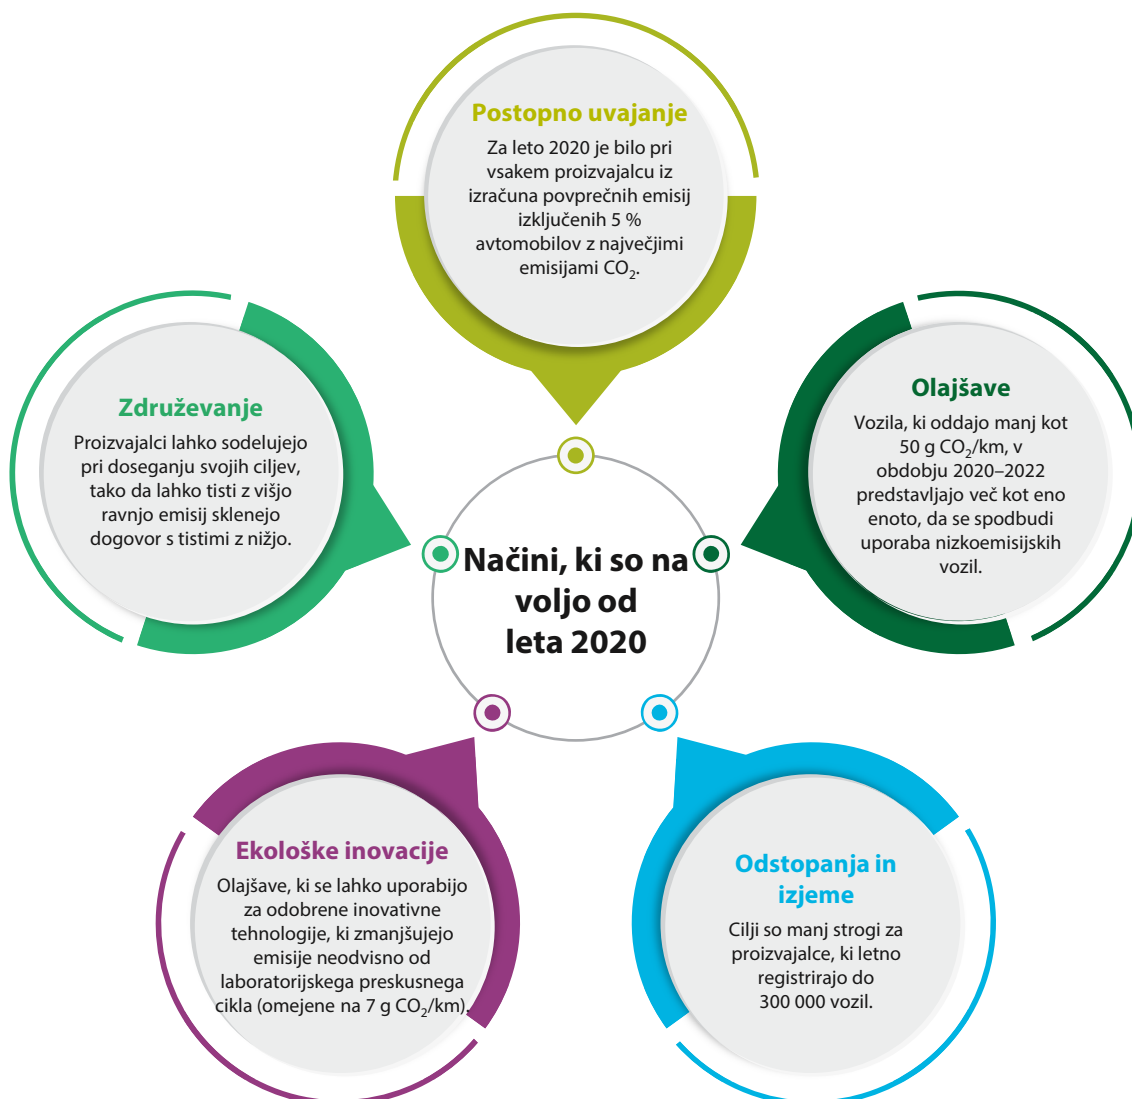 Postopno uvajanje
Za leto 2020 je bilo pri
vsakem proizvajalcu iz
izračuna povprečnih emisij
izključenih 5 %
avtomobilov z največjimi
emisijami CO₂.
Združevanje
Proizvajalci lahko sodelujejo
pri doseganju svojih ciljev,
tako da lahko tisti z višjo
ravnjo emisij sklenejo
dogovor s tistimi z nižjo.
Olajšave
Vozila, ki oddajo manj kot
50 g CO₂/km, v
obdobju 2020–2022
predstavljajo več kot eno
enoto, da se spodbudi
uporaba nizkoemisijskih
vozil.
Načini, ki so na
voljo od
leta 2020
Ekološke inovacije
Olajšave, ki se lahko uporabijo
za odobrene inovativne
tehnologije, ki zmanjšujejo
emisije neodvisno od
laboratorijskega preskusnega
cikla (omejene na 7 g CO₂/km).
Odstopanja in
izjeme
Cilji so manj strogi za
proizvajalce, ki letno
registrirajo do
300 000 vozil.